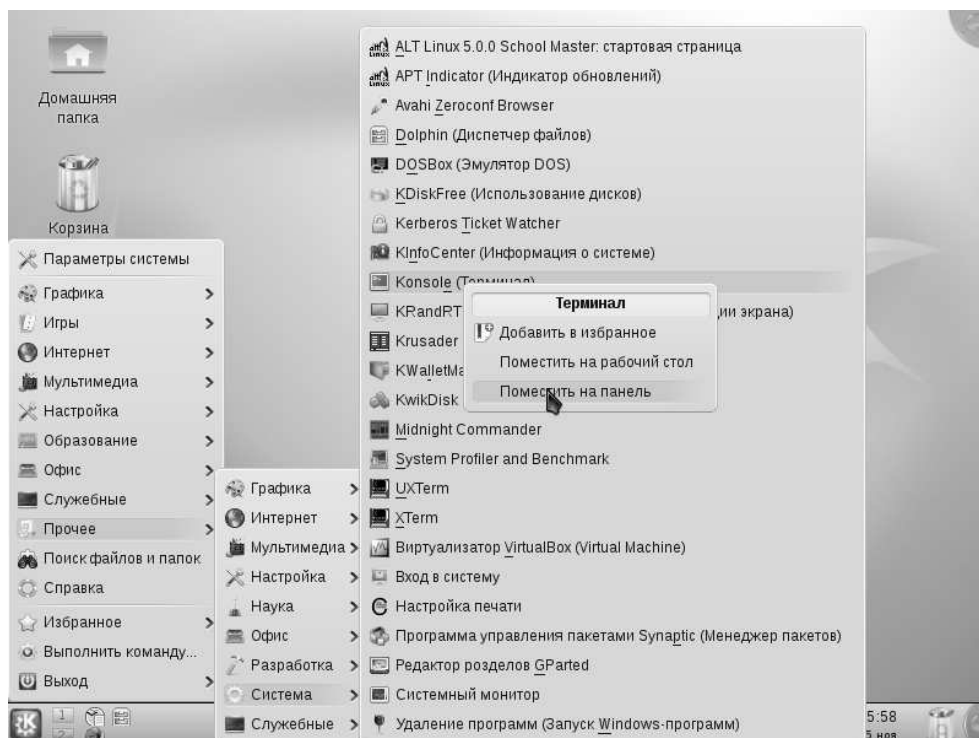 Домашняя
папка
Корзина
Параметры системы
Графика
Игры
Интернет
Мультимедиа
Настройка
Образование
Офис
Служебные
Прочее
Поиск файлов и папок
Справка
Избранное
Выполнить команду...
Выход
Графика
Интернет
Мультимедиа
Настройка
Наука
Офис
Разработка
Система
Служебные
ALT Linux 5.0.0 School Master: стартовая страница
APT Indicator (Индикатор обновлений)
Avahi Zeroconf Browser
Dolphin (Диспетчер файлов)
DOSBox (Эмулятор DOS)
KDiskFree (Использование дисков)
Kerberos Ticket Watcher
KInfoCenter (Информация о системе)
Konsole (Терминал)
KRandRT ии экрана)
Krusader
KWalletMa
KwikDisk
Midnight Commander
System Profiler and Benchmark
UXTerm
XTerm
Виртуализатор VirtualBox (Virtual Machine)
Вход в систему
Настройка печати
Программа управления пакетами Synaptic (Менеджер пакетов)
Редактор разделов GParted
Системный монитор
Удаление программ (Запуск Windows-программ)
Терминал
Добавить в избранное
Поместить на рабочий стол
Поместить на панель
1
2
5:58
5 ноя